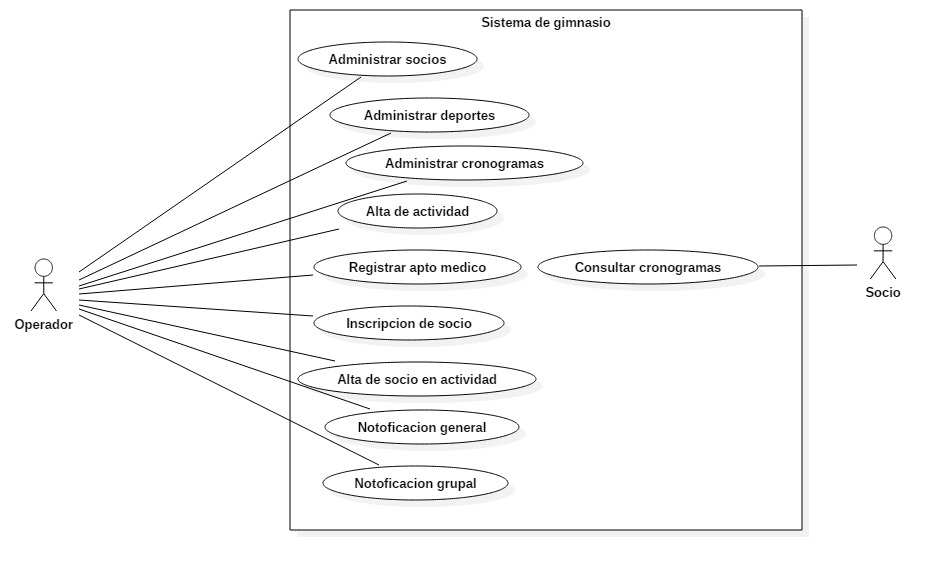 Sistema de gimnasio
Administrar socios
Administrar deportes
Administrar cronogramas
Alta de actividad
Registrar apto medico
Consultar cronogramas
Socio
Operador
Inscripcion de socio
Alta de socio en actividad
Notoficacion general
Notoficacion grupal